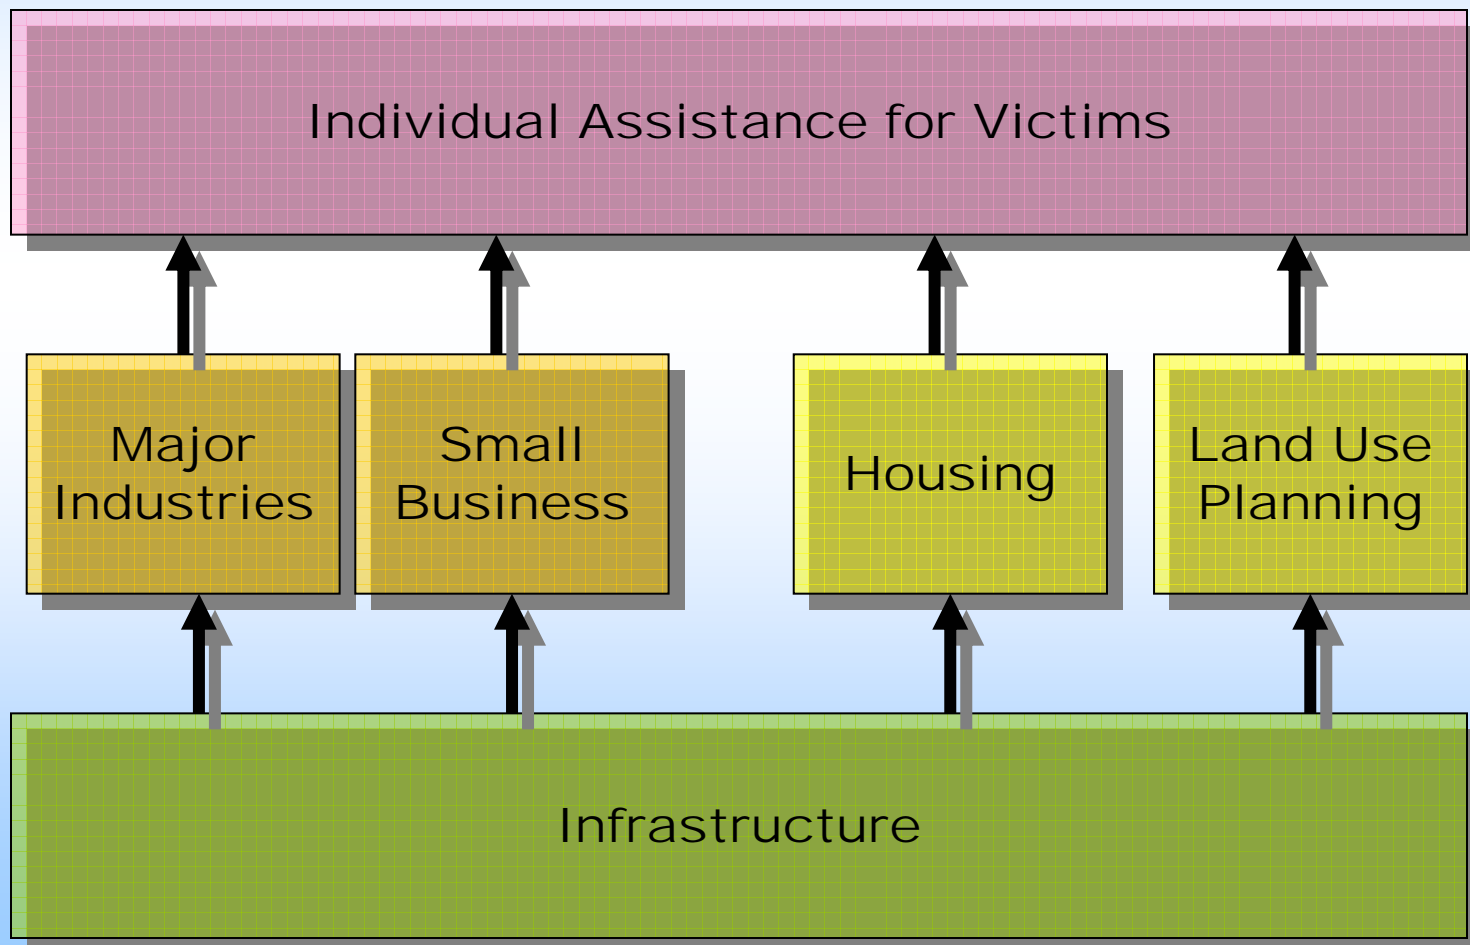 Individual Assistance for Victims
Major
Industries
Small
Business
Housing
Land Use
Planning
Infrastructure